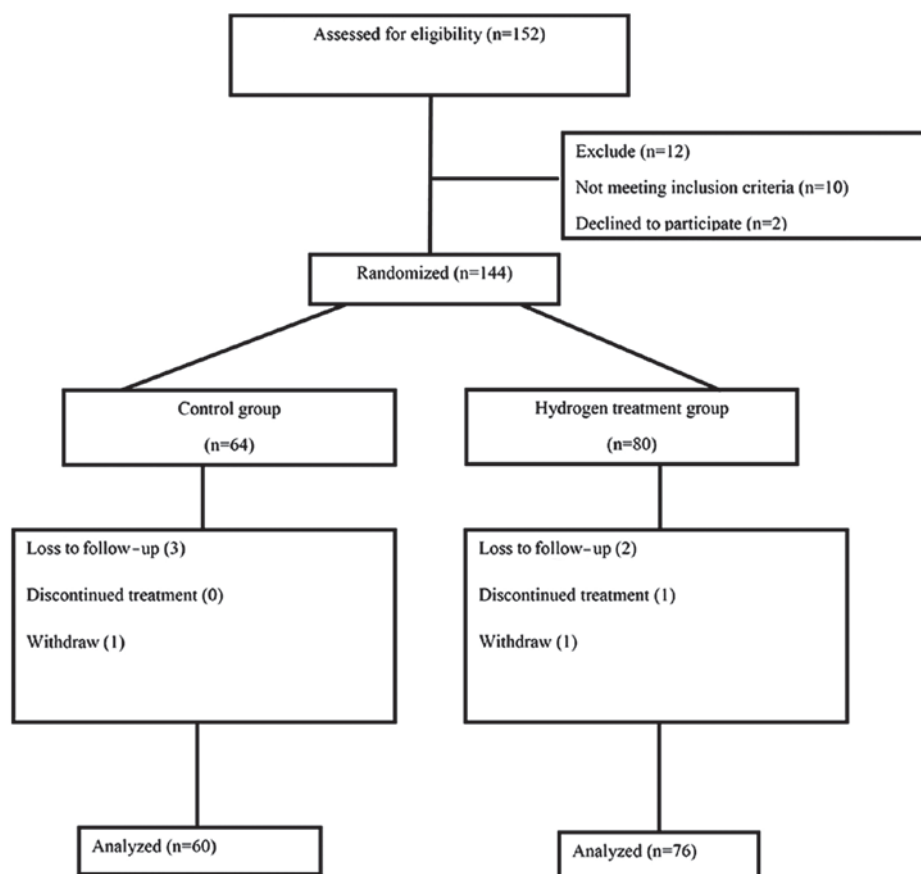 Assessed for eligibility (n=152)
Exclude (n=12)
Not meeting inclusion criteria (n=10)
Declined to participate (n=2)
Randomized (n=144)
Control group
(n=64)
Hydrogen treatment group
(n=80)
Loss to follow-up (3)
Discontinued treatment (0)
Withdraw (1)
Loss to follow-up (2)
Discontinued treatment (1)
Withdraw (1)
Analyzed (n=60)
Analyzed (n=76)